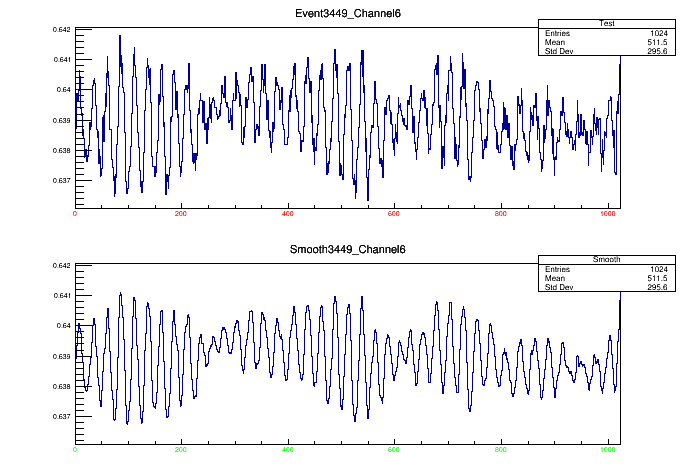 Event3449_Channel6
Test
Entries 1024
Mean 511.5
Std Dev 295.6
0.642
0.641
0.64
0.639
0.638
0.637
0 200 400 600 800 1000
Smooth3449_Channel6
Smooth
Entries 1024
Mean 511.5
Std Dev 295.6
0.642
0.641
0.64
0.639
0.638
0.637
0 200 400 600 800 1000